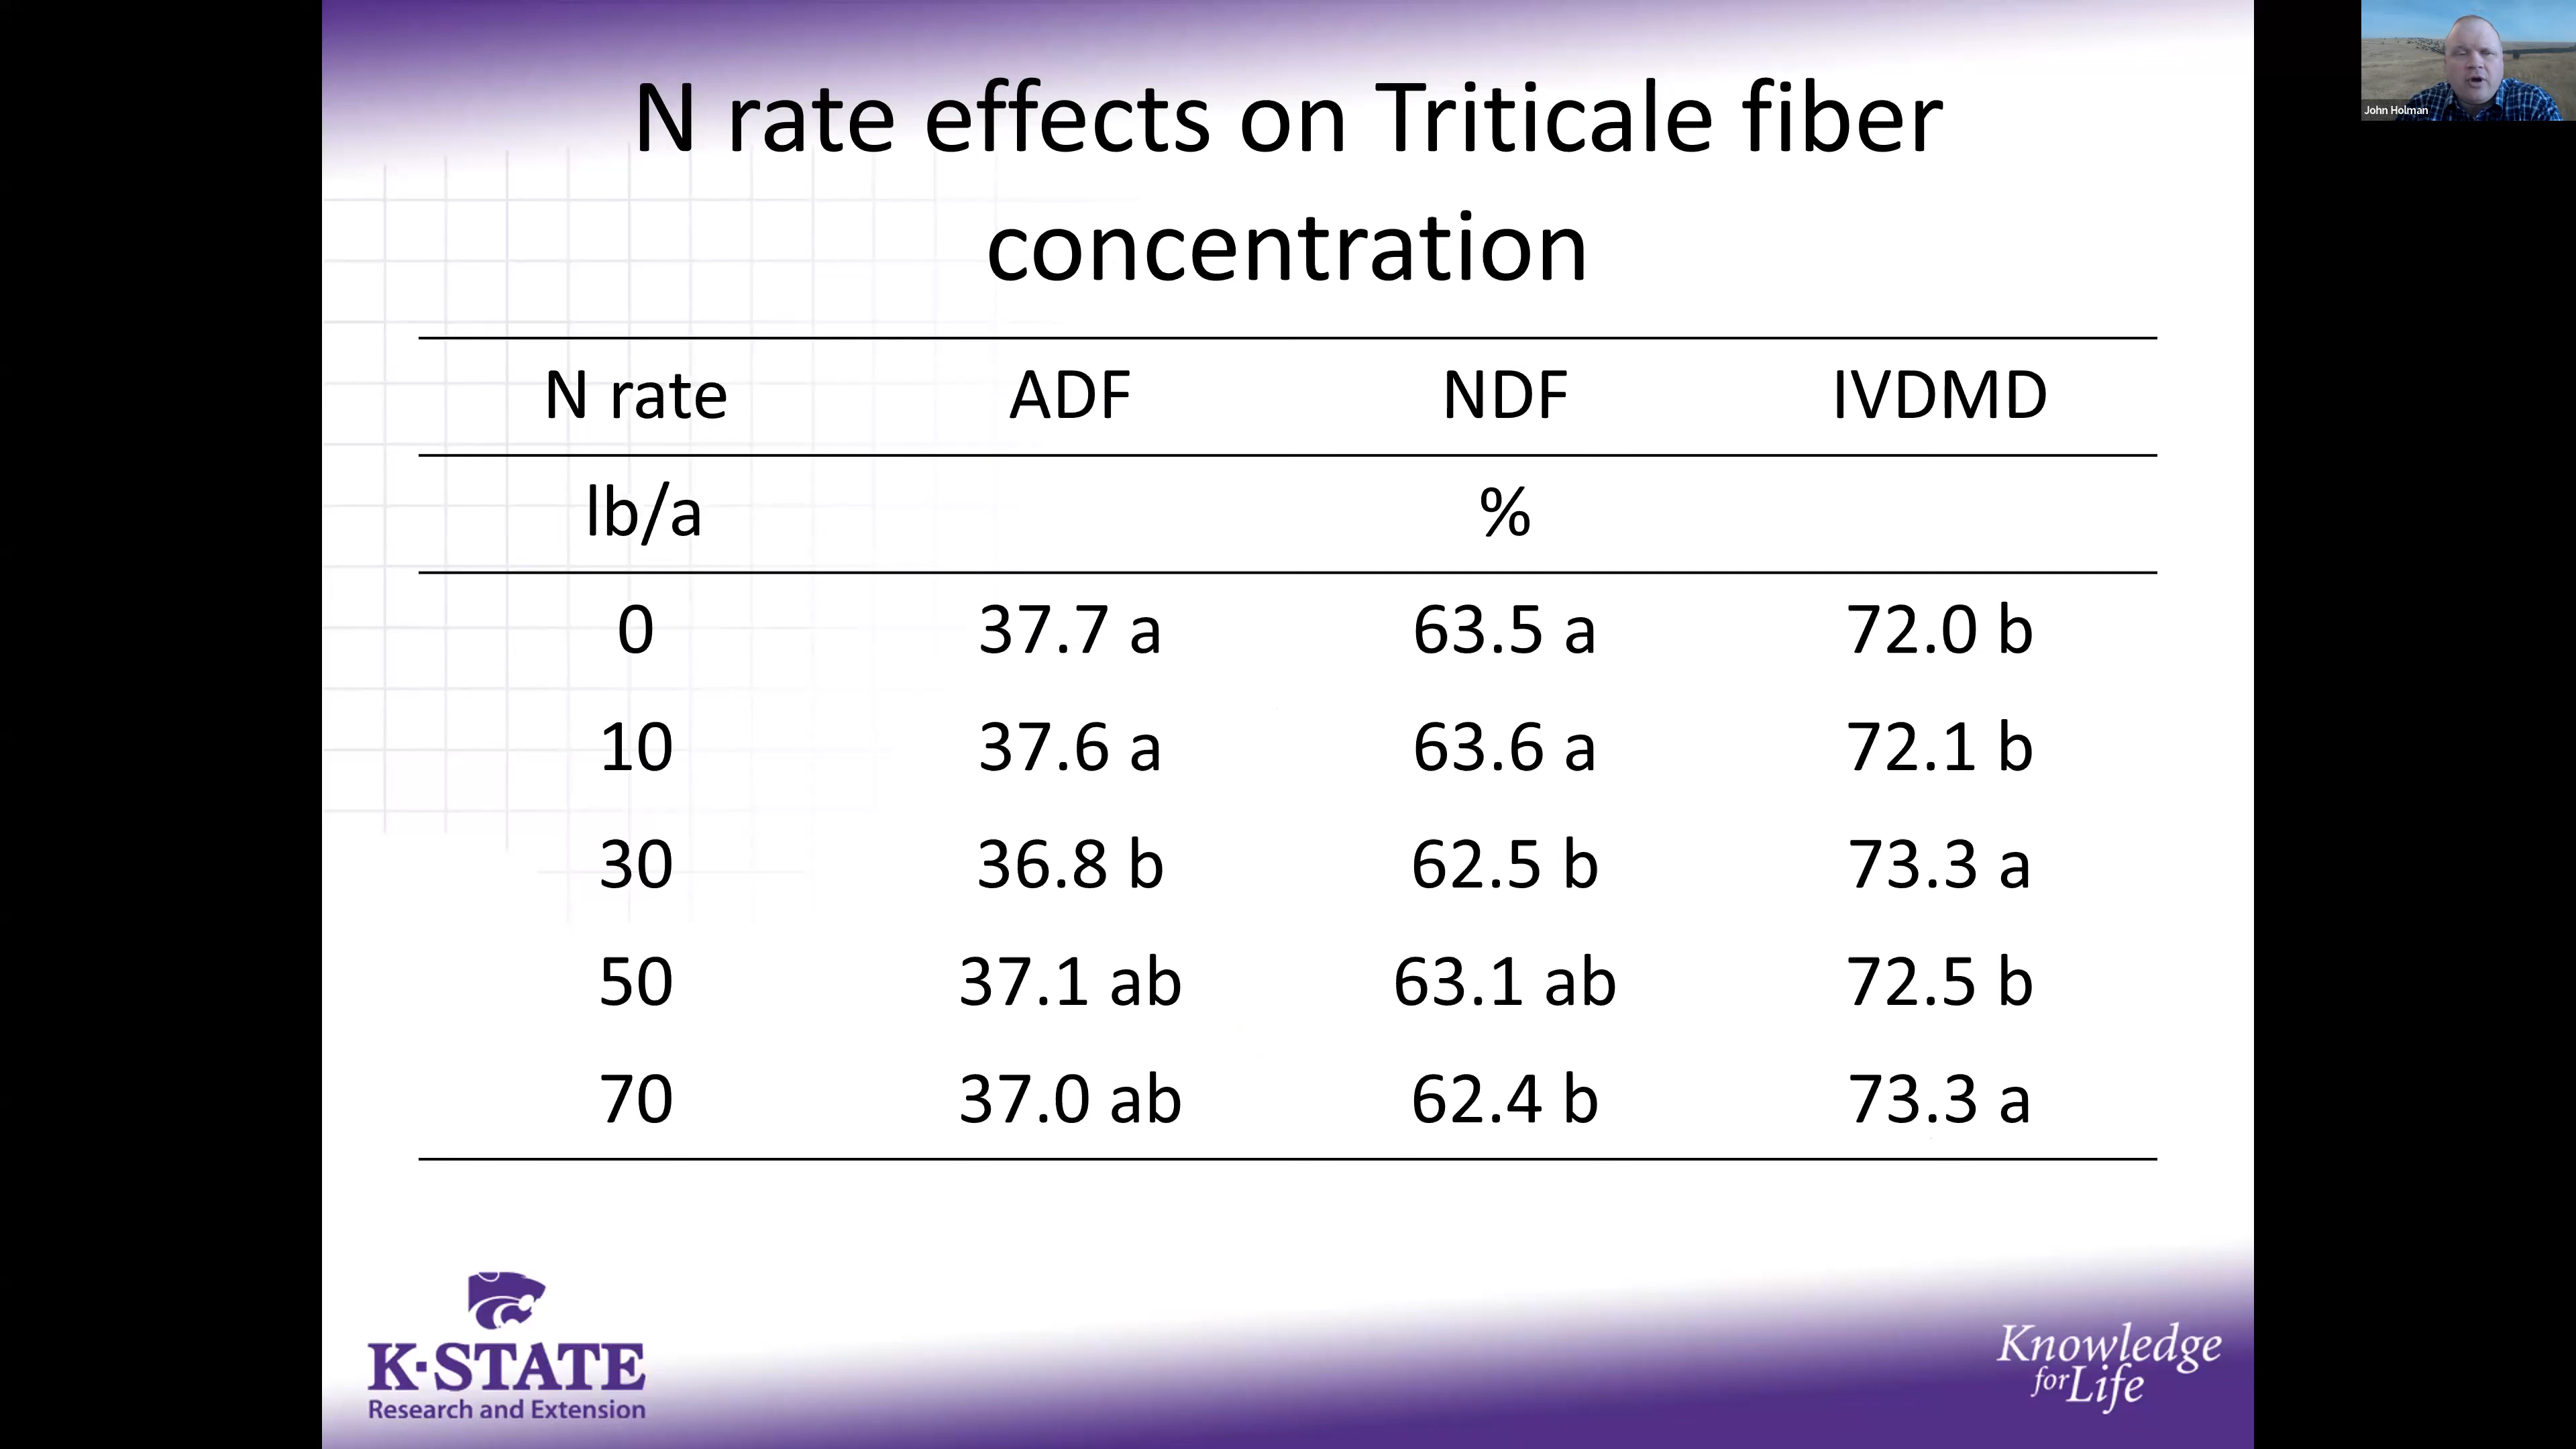 N rate effects on Triticale fiber
concentration
N rate ADF NDF IVDMD
lb/a %
0 37.7 a 63.5 a 72.0 b
10 37.6 a 63.6 a 72.1 b
30 36.8 b 62.5 b 73.3 a
50 37.1 ab 63.1 ab 72.5 b
70 37.0 ab 62.4 b 73.3 a
K·STATE
Research and Extension
Knowledge
for Life
John Holman